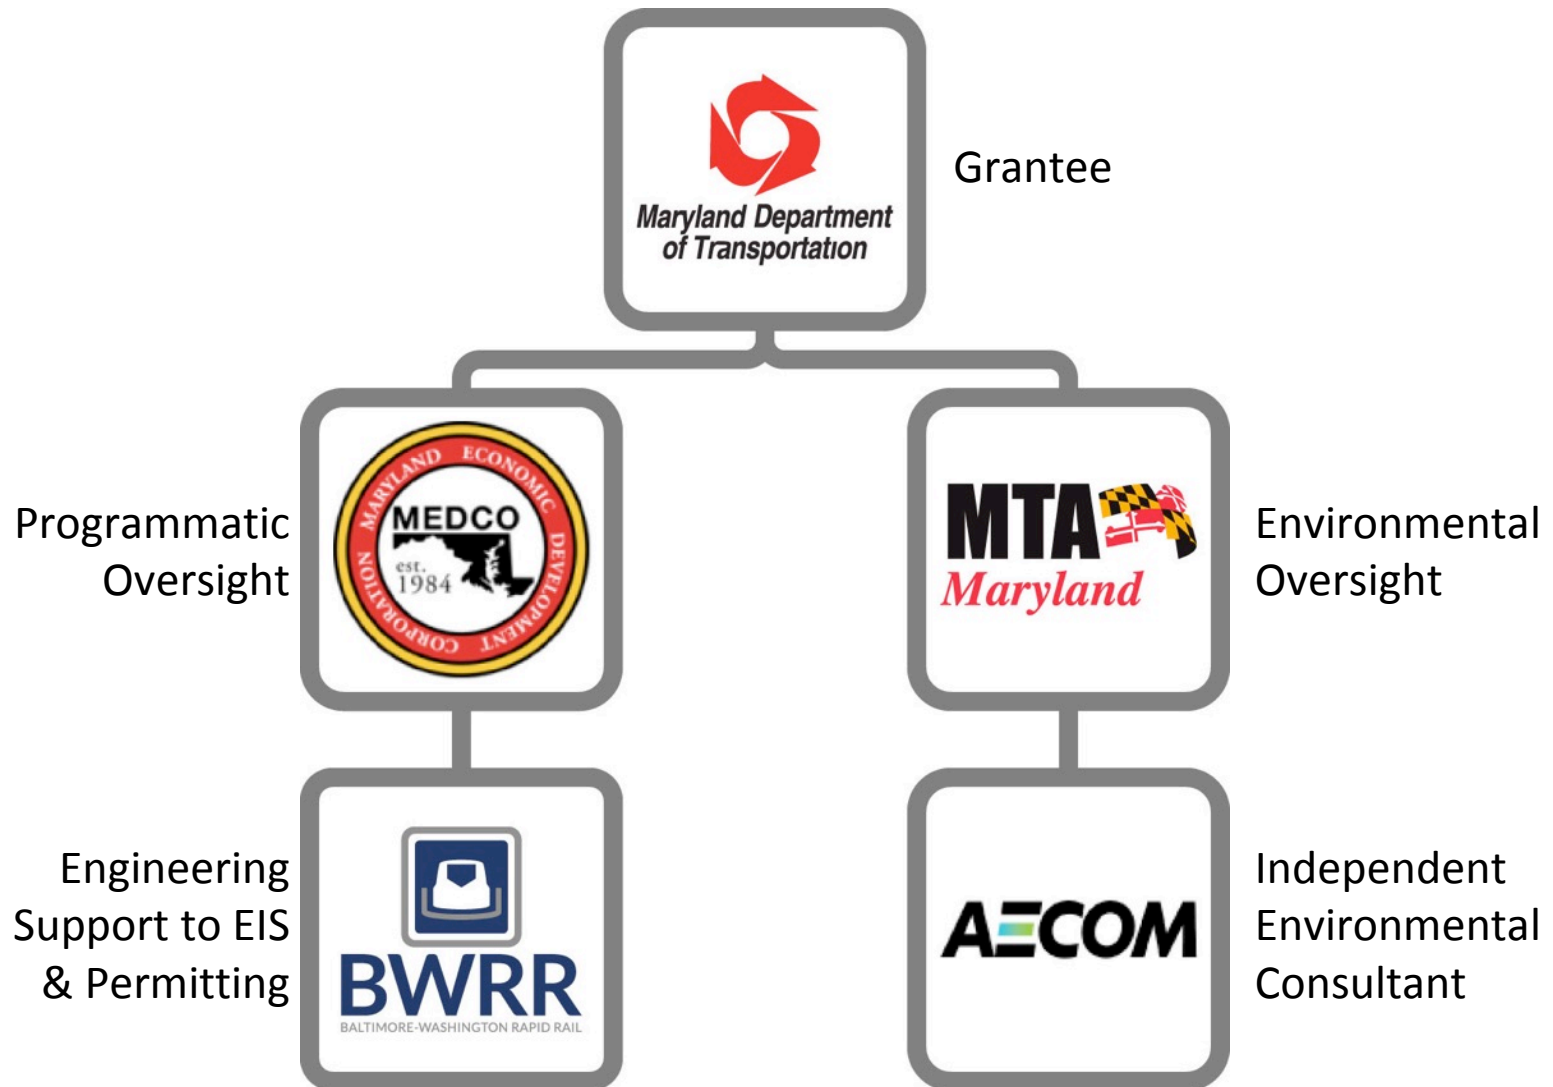 Maryland Department
of Transportation
Grantee
Programmatic
Oversight
MARYLAND ECONOMIC DEVELOPMENT CORPORATION
MEDCO
est.
1984
MTA
Maryland
Environmental
Oversight
Engineering
Support to EIS
& Permitting
BWRR
BALTIMORE-WASHINGTON RAPID RAIL
AECOM
Independent
Environmental
Consultant